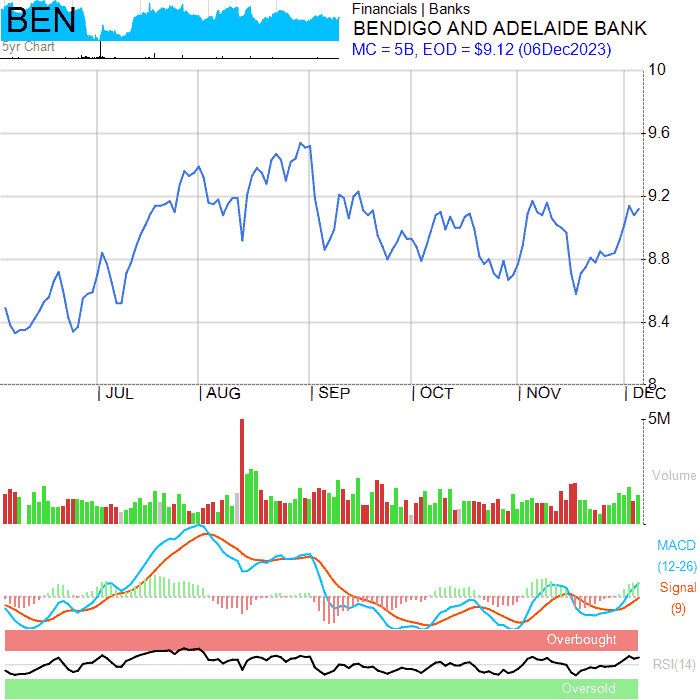 BEN
5yr Chart
Financials | Banks
BENDIGO AND ADELAIDE BANK
MC = 5B, EOD = $9.12 (06Dec2023)
10
9.6
9.2
8.8
8.4
8
JUL
AUG
SEP
OCT
NOV
DEC
5M
Volume
MACD
(12-26)
Signal
(9)
Overbought
RSI(14)
Oversold